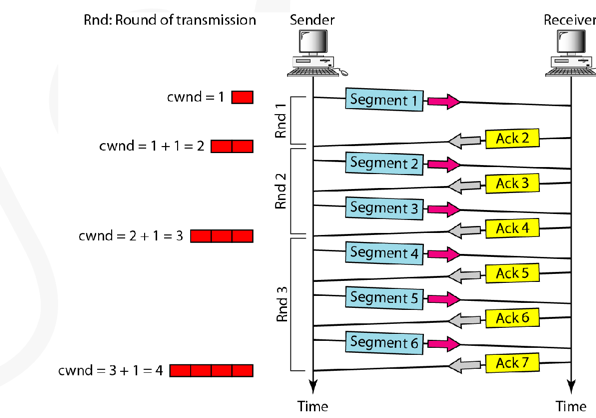 Rnd: Round of transmission
Sender
Receiver
cwnd = 1
Rnd 1
Segment 1
Ack 2
cwnd = 1 + 1 = 2
Rnd 2
Segment 2
Ack 3
Segment 3
Ack 4
cwnd = 2 + 1 = 3
Rnd 3
Segment 4
Ack 5
Segment 5
Ack 6
Segment 6
Ack 7
cwnd = 3 + 1 = 4
Time
Time